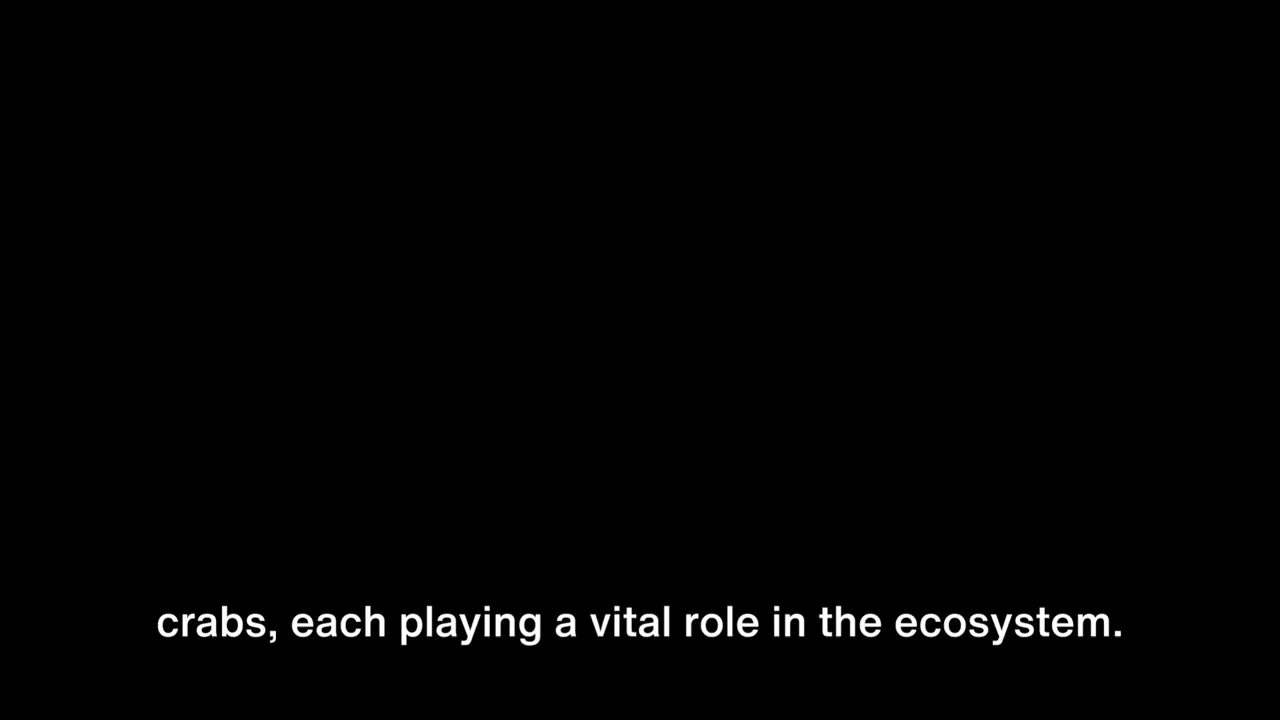 crabs, each playing a vital role in the ecosystem.